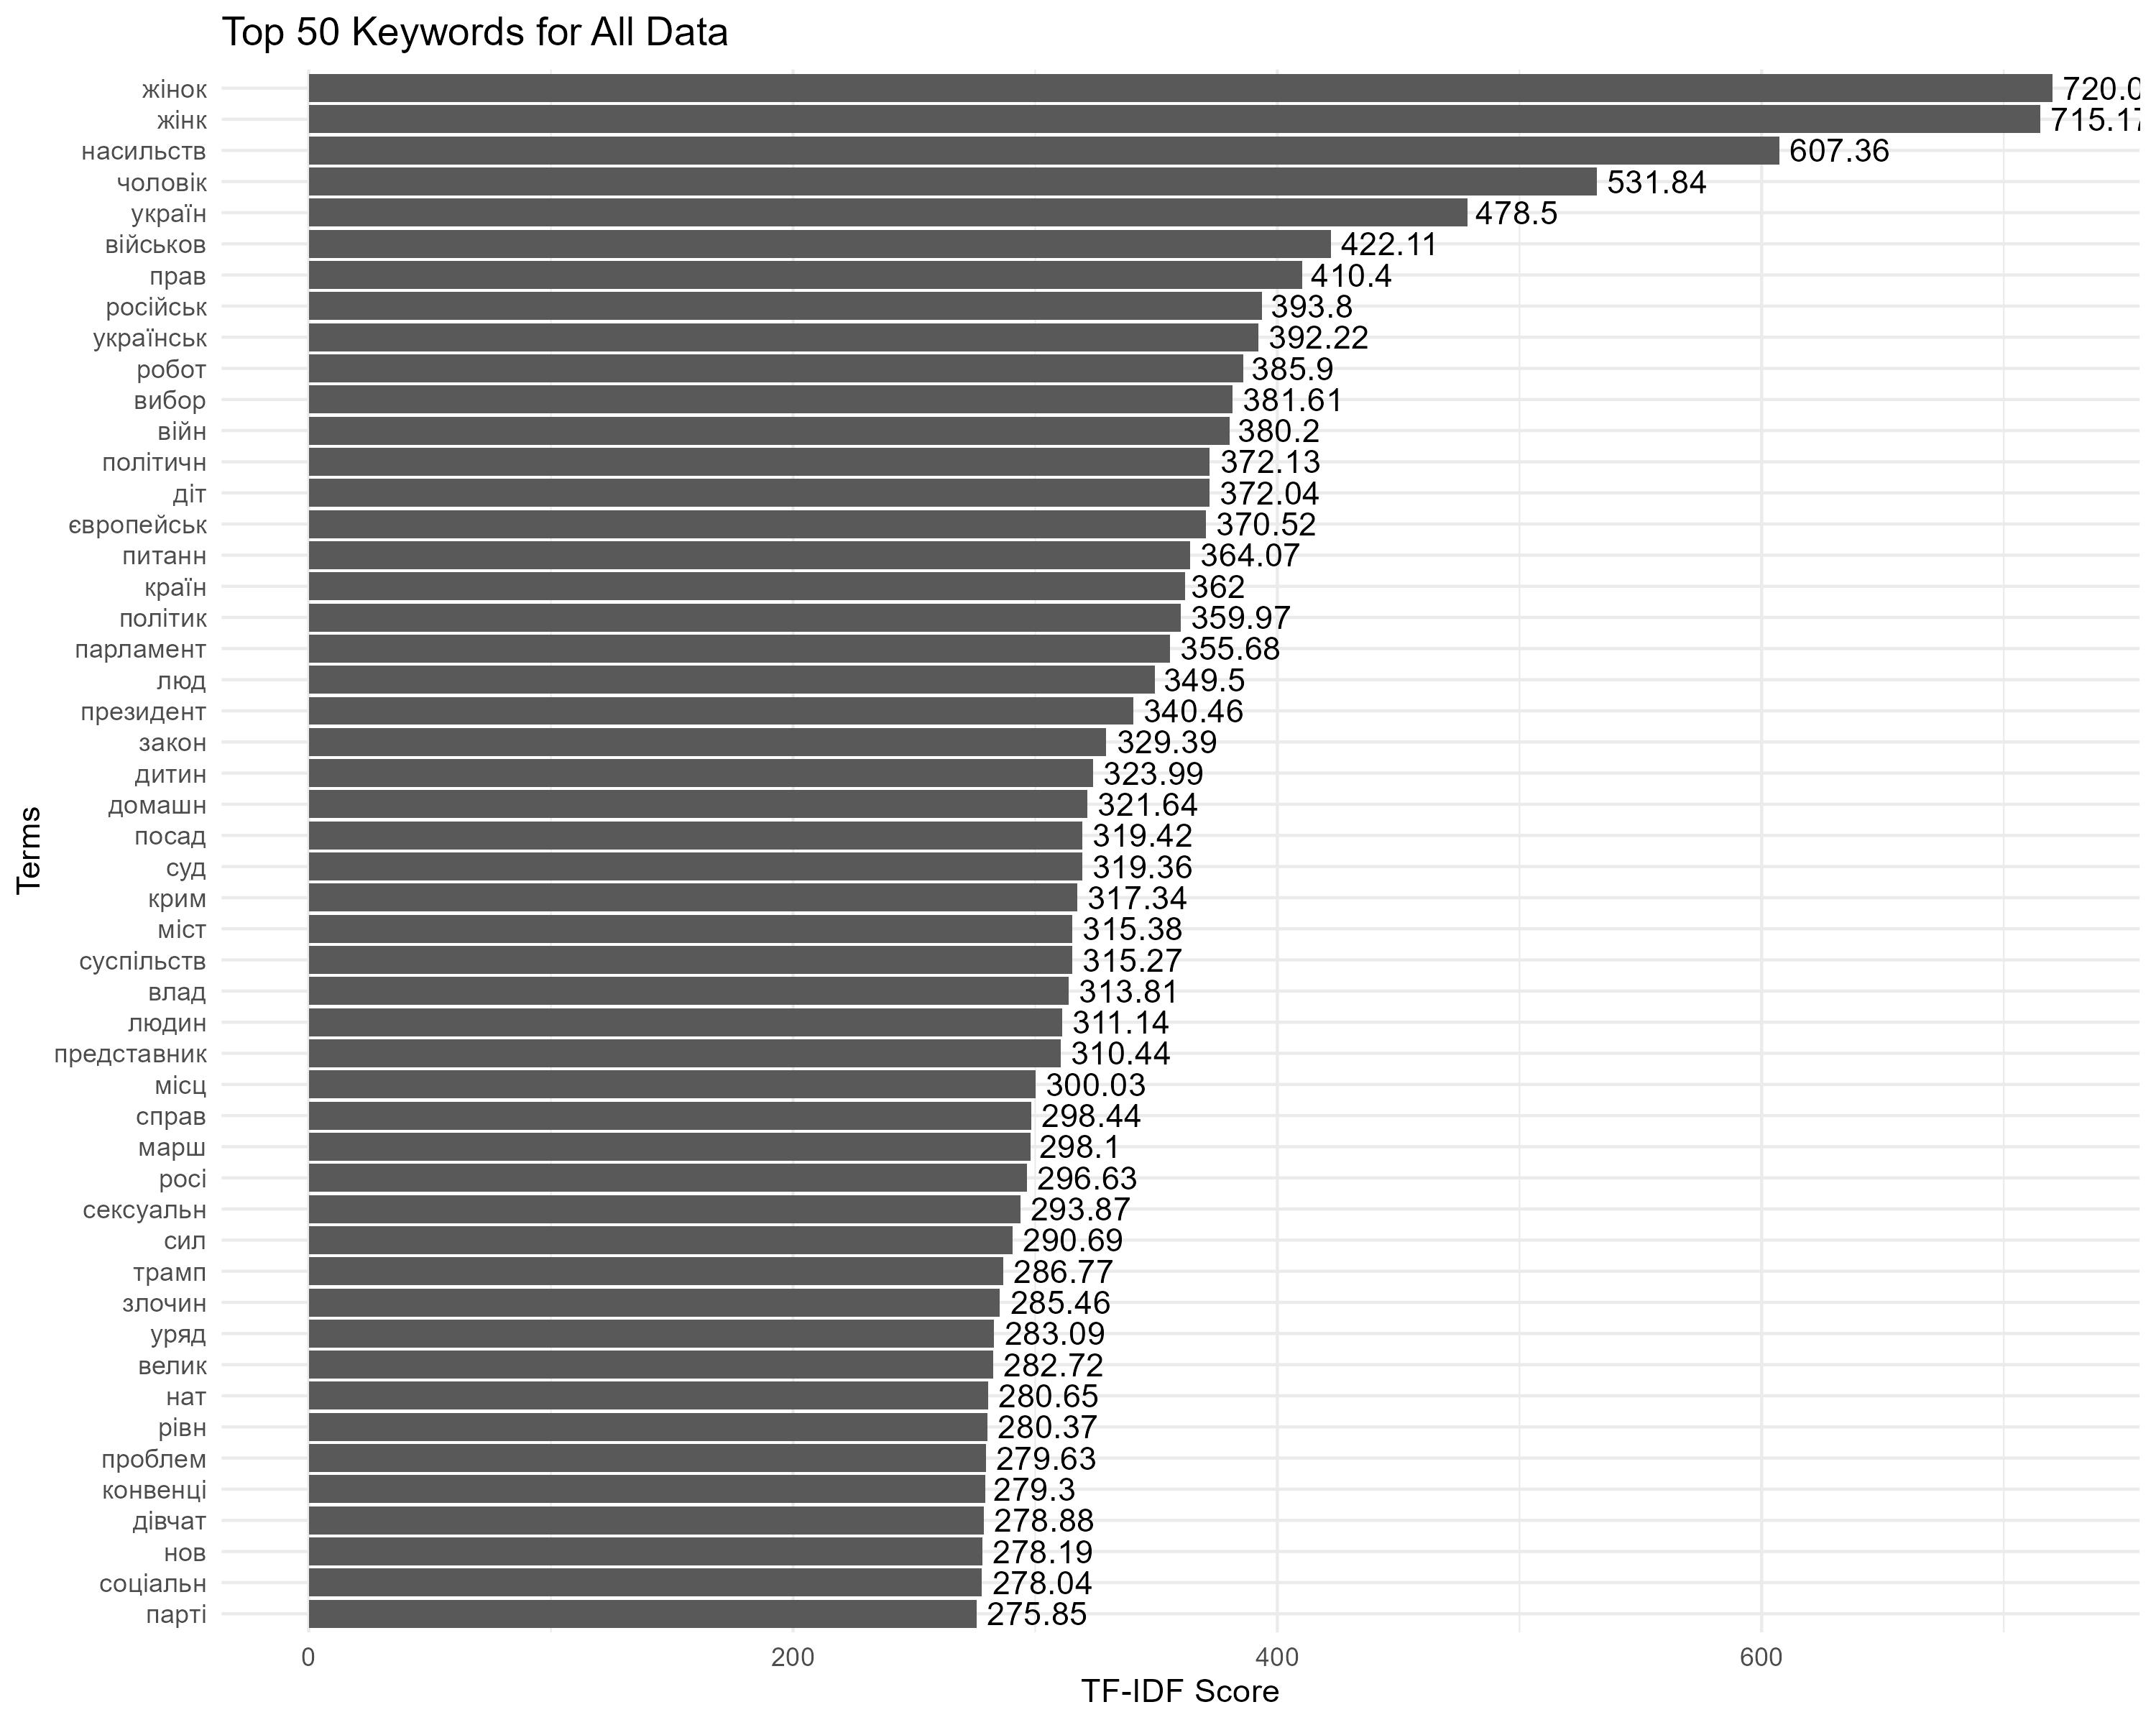 Top 50 Keywords for All Data
жінок 720.0
жінк 715.17
насильств 607.36
чоловік 531.84
україн 478.5
військов 422.11
прав 410.4
російськ 393.8
українськ 392.22
робот 385.9
вибор 381.61
війн 380.2
політичн 372.13
діт 372.04
європейськ 370.52
питанн 364.07
країн 362
політик 359.97
парламент 355.68
люд 349.5
президент 340.46
закон 329.39
дитин 323.99
домашн 321.64
посад 319.42
суд 319.36
крим 317.34
міст 315.38
суспільств 315.27
влад 313.81
людин 311.14
представник 310.44
місц 300.03
справ 298.44
марш 298.1
росі 296.63
сексуальн 293.87
сил 290.69
трамп 286.77
злочин 285.46
уряд 283.09
велик 282.72
нат 280.65
рівн 280.37
проблем 279.63
конвенці 279.3
дівчат 278.88
нов 278.19
соціальн 278.04
парті 275.85
0 200 400 600
TF-IDF Score
Terms